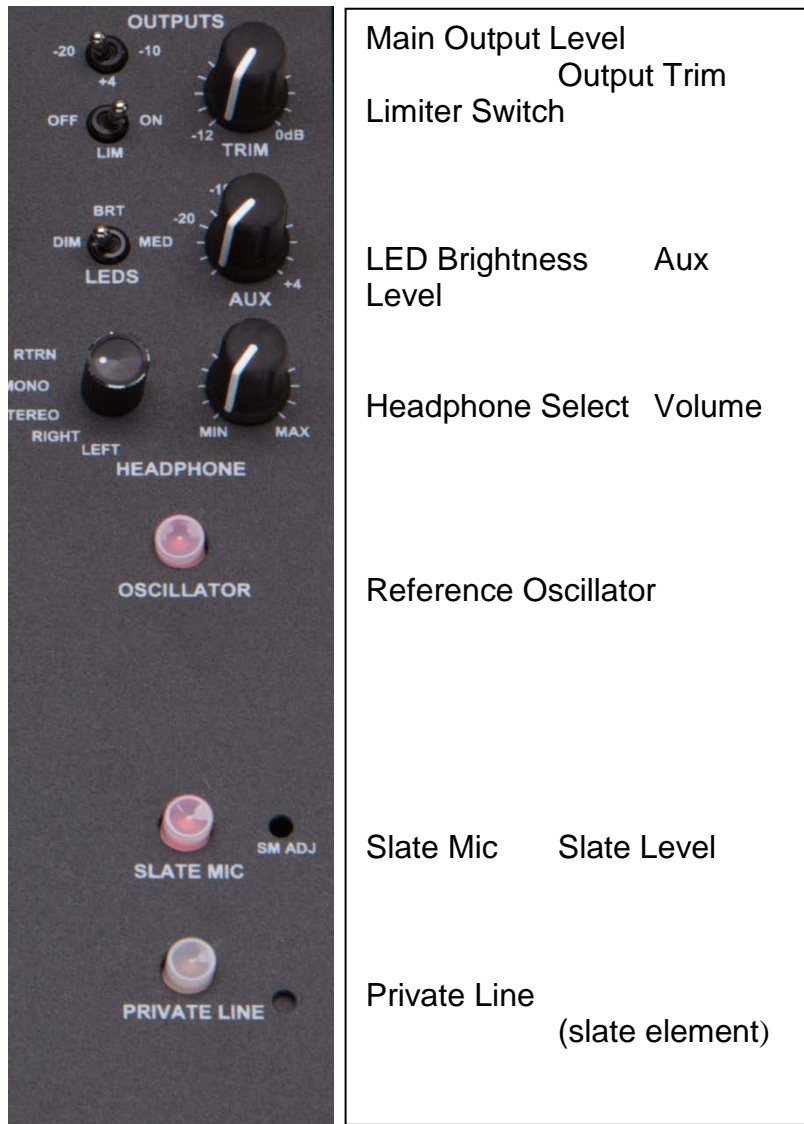 OUTPUTS
-20 -10
+4
OFF ON
LIM
-12 0dB
TRIM
BRT
DIM MED
LEDS
-20
+4
AUX
RTRN
MONO
STEREO
RIGHT
LEFT
MIN MAX
HEADPHONE
OSCILLATOR
SM ADJ
SLATE MIC
PRIVATE LINE
Main Output Level
Output Trim
Limiter Switch
LED Brightness Aux
Level
Headphone Select Volume
Reference Oscillator
Slate Mic Slate Level
Private Line
(slate element)